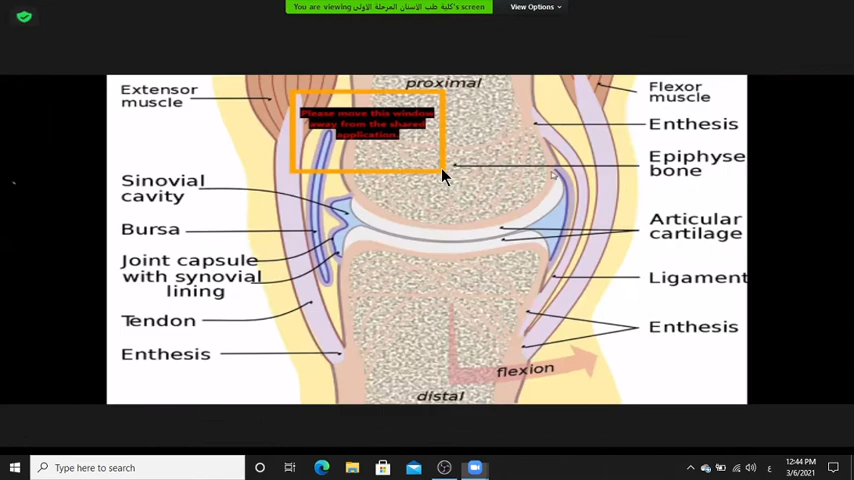 You are viewing كلية طب الاسنان المرحلة الاولى's screen
View Options
proximal
Extensor
muscle
Please move this window
away from the shared
application.
Sinovial
cavity
Bursa
Joint capsule
with synovial
lining
Tendon
Enthesis
Flexor
muscle
Enthesis
Epiphyse
bone
Articular
cartilage
Ligament
Enthesis
flexion
distal
Type here to search
ع
12:44 PM
3/6/2021